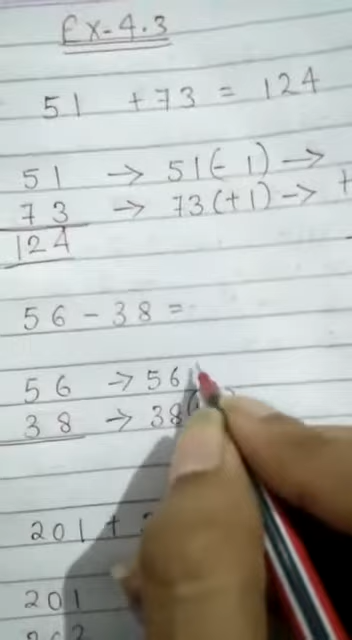 Ex-4.3
51 + 73 = 124
51 → 51(-1) →
73 → 73(+1) → +
124
56 - 38 =
56 → 56
38 → 38(
201 +
201